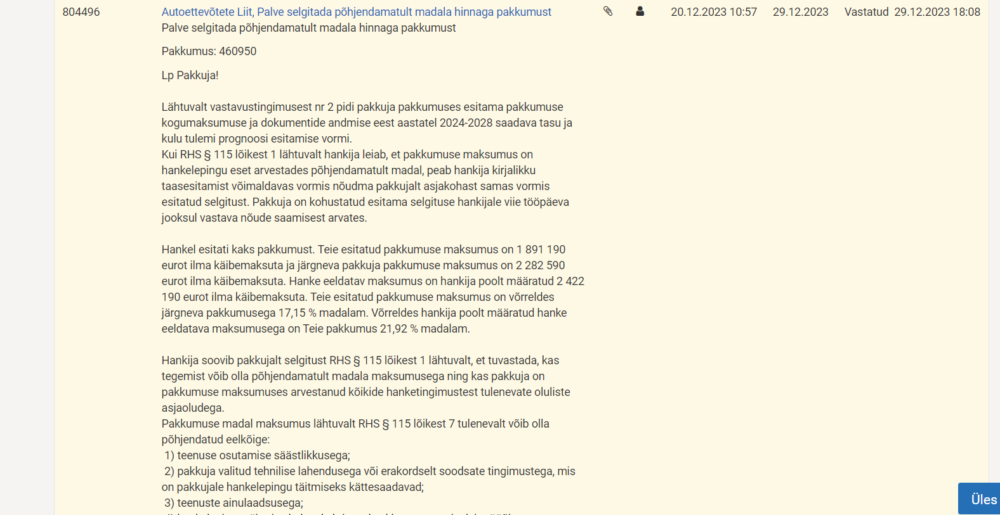 804496 Autoettevõtete Liit, Palve selgitada põhjendamatult madala hinnaga pakkumust 20.12.2023 10:57 29.12.2023 Vastatud 29.12.2023 18:08
Palve selgitada põhjendamatult madala hinnaga pakkumust
Pakkumus: 460950
Lp Pakkuja!
Lähtuvalt vastavustingimusest nr 2 pidi pakkuja pakkumuses esitama pakkumuse
kogumaksumuse ja dokumentide andmise eest aastatel 2024-2028 saadava tasu ja
kulu tulemi prognoosi esitamise vormi.
Kui RHS § 115 lõikest 1 lähtuvalt hankija leiab, et pakkumuse maksumus on
hankelepingu eset arvestades põhjendamatult madal, peab hankija kirjalikku
taasesitamist võimaldavas vormis nõudma pakkujalt asjakohast samas vormis
esitatud selgitust. Pakkuja on kohustatud esitama selgituse hankijale viie tööpäeva
jooksul vastava nõude saamisest arvates.
Hankel esitati kaks pakkumust. Teie esitatud pakkumuse maksumus on 1 891 190
eurot ilma käibemaksuta ja järgneva pakkuja pakkumuse maksumus on 2 282 590
eurot ilma käibemaksuta. Hanke eeldatav maksumus on hankija poolt määratud 2 422
190 eurot ilma käibemaksuta. Teie esitatud pakkumuse maksumus on võrreldes
järgneva pakkumusega 17,15 % madalam. Võrreldes hankija poolt määratud hanke
eeldatava maksumusega on Teie pakkumus 21,92 % madalam.
Hankija soovib pakkujalt selgitust RHS § 115 lõikest 1 lähtuvalt, et tuvastada, kas
tegemist võib olla põhjendamatult madala maksumusega ning kas pakkuja on
pakkumuse maksumuses arvestanud kõikide hanketingimustest tulenevate oluliste
asjaoludega.
Pakkumuse madal maksumus lähtuvalt RHS § 115 lõikest 7 tulenevalt võib olla
põhjendatud eelkõige:
1) teenuse osutamise säästlikkusega;
2) pakkuja valitud tehnilise lahendusega või erakordselt soodsate tingimustega, mis
on pakkujale hankelepingu täitmiseks kättesaadavad;
3) teenuste ainulaadsusega;
Üles